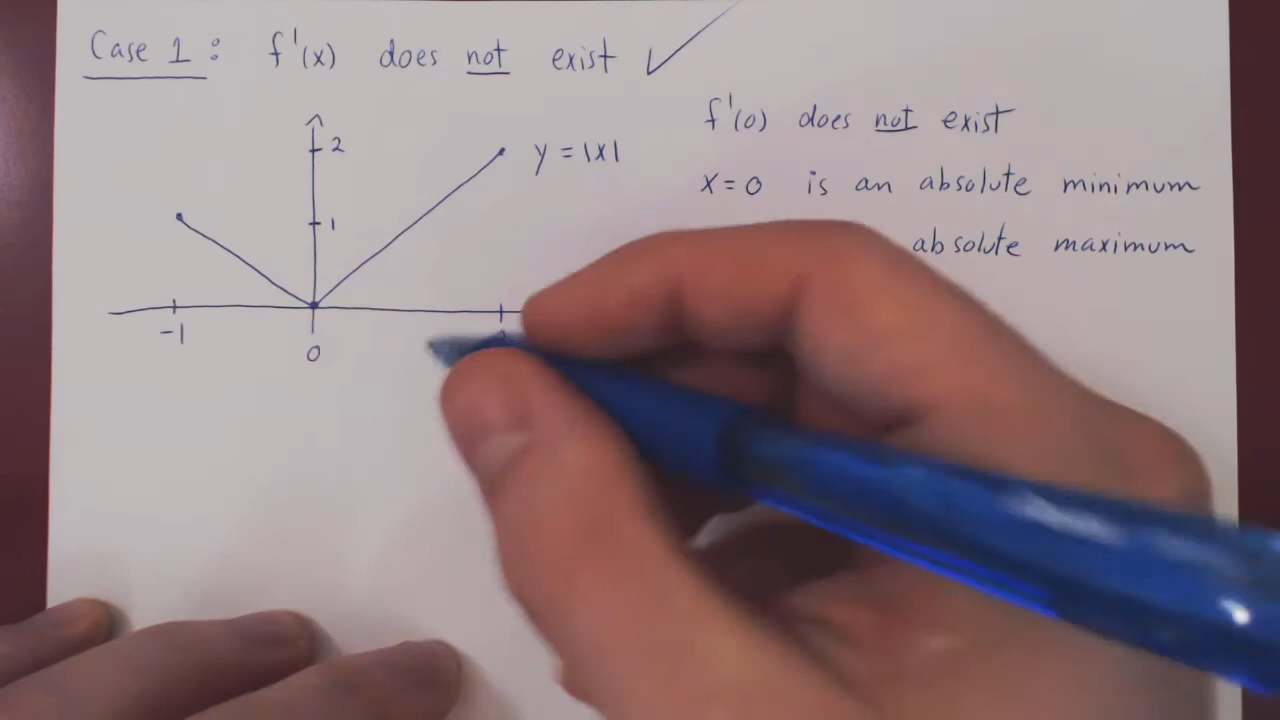 Case 1: f'(x) does not exist ✓
2
y = |x|
1
-1
0
f'(0) does not exist
x = 0 is an absolute minimum
absolute maximum